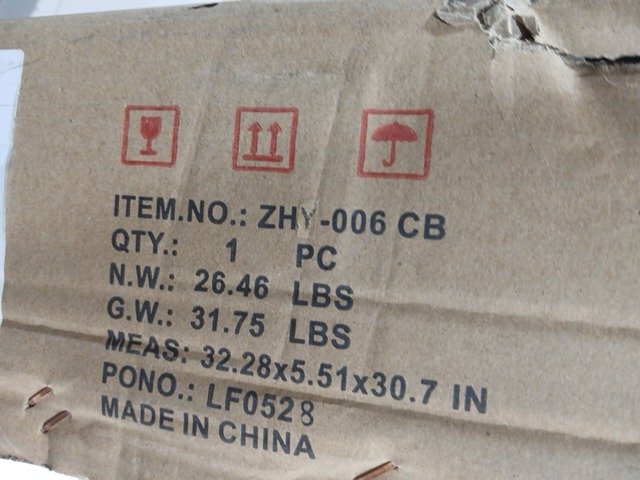 ITEM.NO.: ZHY-006 CB
QTY.: 1 PC
N.W.: 26.46 LBS
G.W.: 31.75 LBS
MEAS: 32.28x5.51x30.7 IN
PONO.: LF0528
MADE IN CHINA